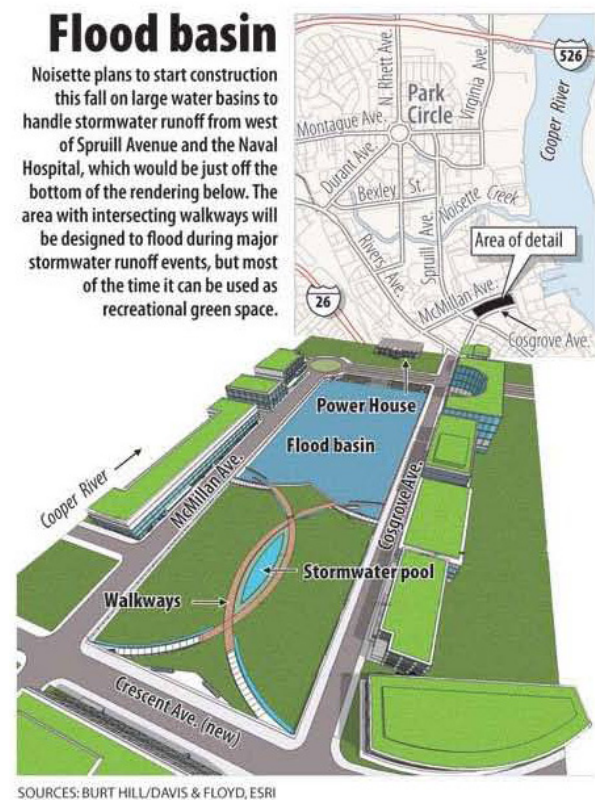 Flood basin
Noisette plans to start construction
this fall on large water basins to
handle stormwater runoff from west
of Spruill Avenue and the Naval
Hospital, which would be just off the
bottom of the rendering below. The
area with intersecting walkways will
be designed to flood during major
stormwater runoff events, but most
of the time it can be used as
recreational green space.
526
N. Rhett Ave.
Virginia Ave.
Cooper River
Park
Circle
Montague Ave.
Durant Ave.
Bexley St.
Noisette Creek
Spruill Ave.
Rivers Ave.
Area of detail
McMillan Ave.
26
Cosgrove Ave.
Power House
Flood basin
Cooper River
McMillan Ave.
Cosgrove Ave.
Stormwater pool
Walkways
Crescent Ave. (new)
SOURCES: BURT HILL/DAVIS & FLOYD, ESRI